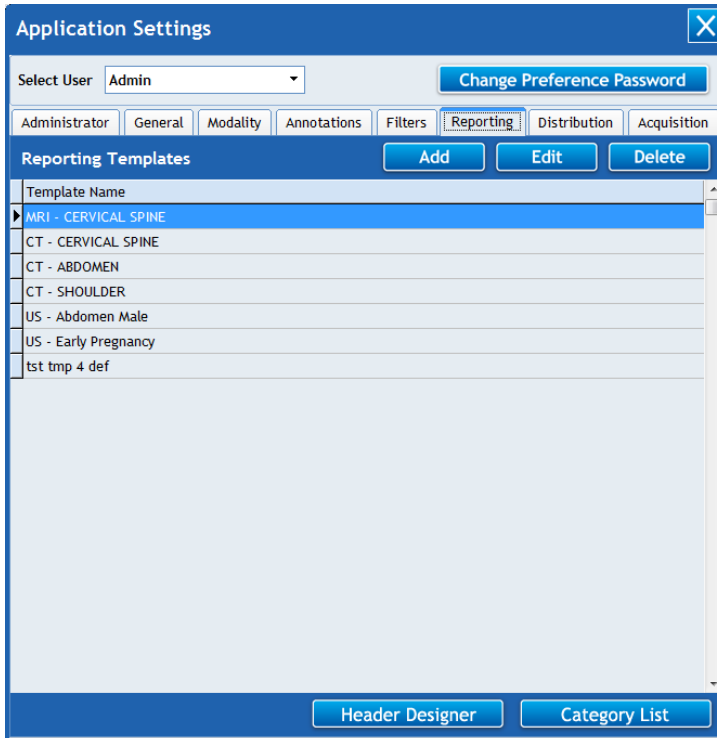 Application Settings
Select User Admin Change Preference Password
Administrator General Modality Annotations Filters Reporting Distribution Acquisition
Reporting Templates Add Edit Delete
Template Name
MRI - CERVICAL SPINE
CT - CERVICAL SPINE
CT - ABDOMEN
CT - SHOULDER
US - Abdomen Male
US - Early Pregnancy
tst tmp 4 def
Header Designer Category List